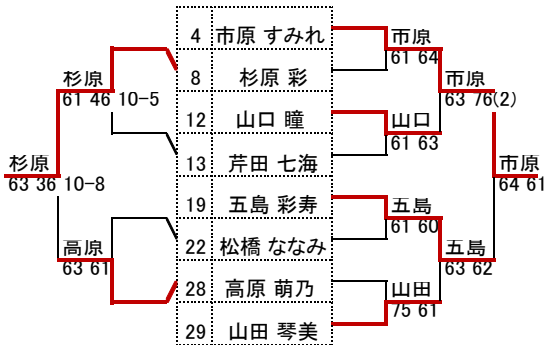 4 市原 すみれ
8 杉原 彩
12 山口 瞳
13 芹田 七海
19 五島 彩寿
22 松橋 ななみ
28 高原 萌乃
29 山田 琴美
杉原
61 46 10-5
杉原
63 36 10-8
高原
63 61
市原
61 64
市原
63 76(2)
山口
61 63
市原
64 61
五島
61 60
五島
63 62
山田
75 61